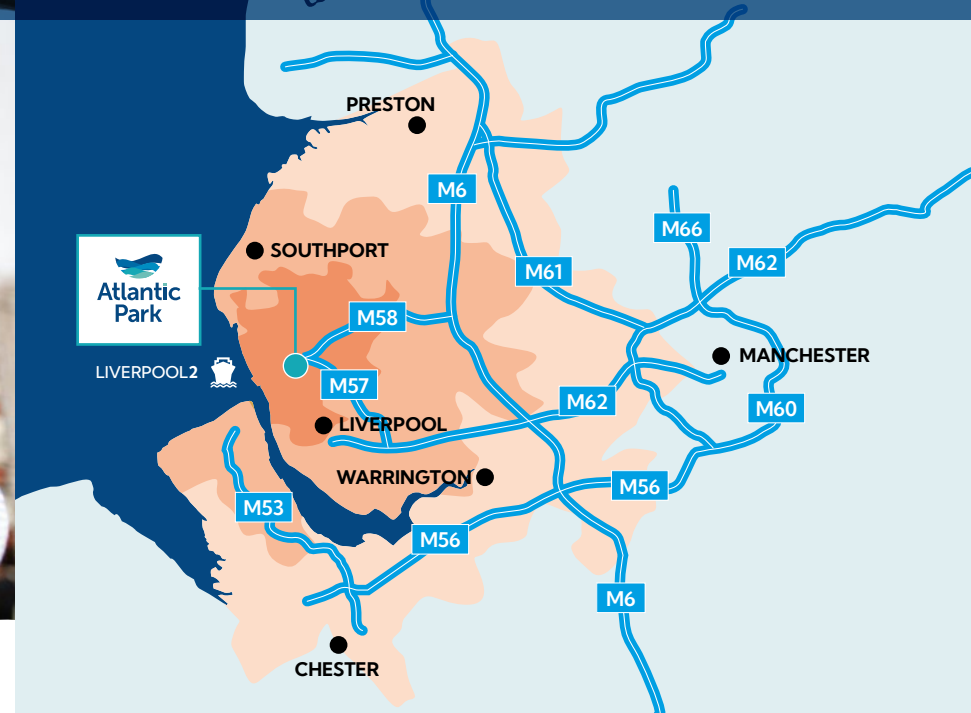 PRESTON
M6
M66
SOUTHPORT
M62
M61
Atlantic
Park
M58
MANCHESTER
LIVERPOOL2
M57
M62
M60
LIVERPOOL
WARRINGTON
M56
M53
M56
M6
CHESTER